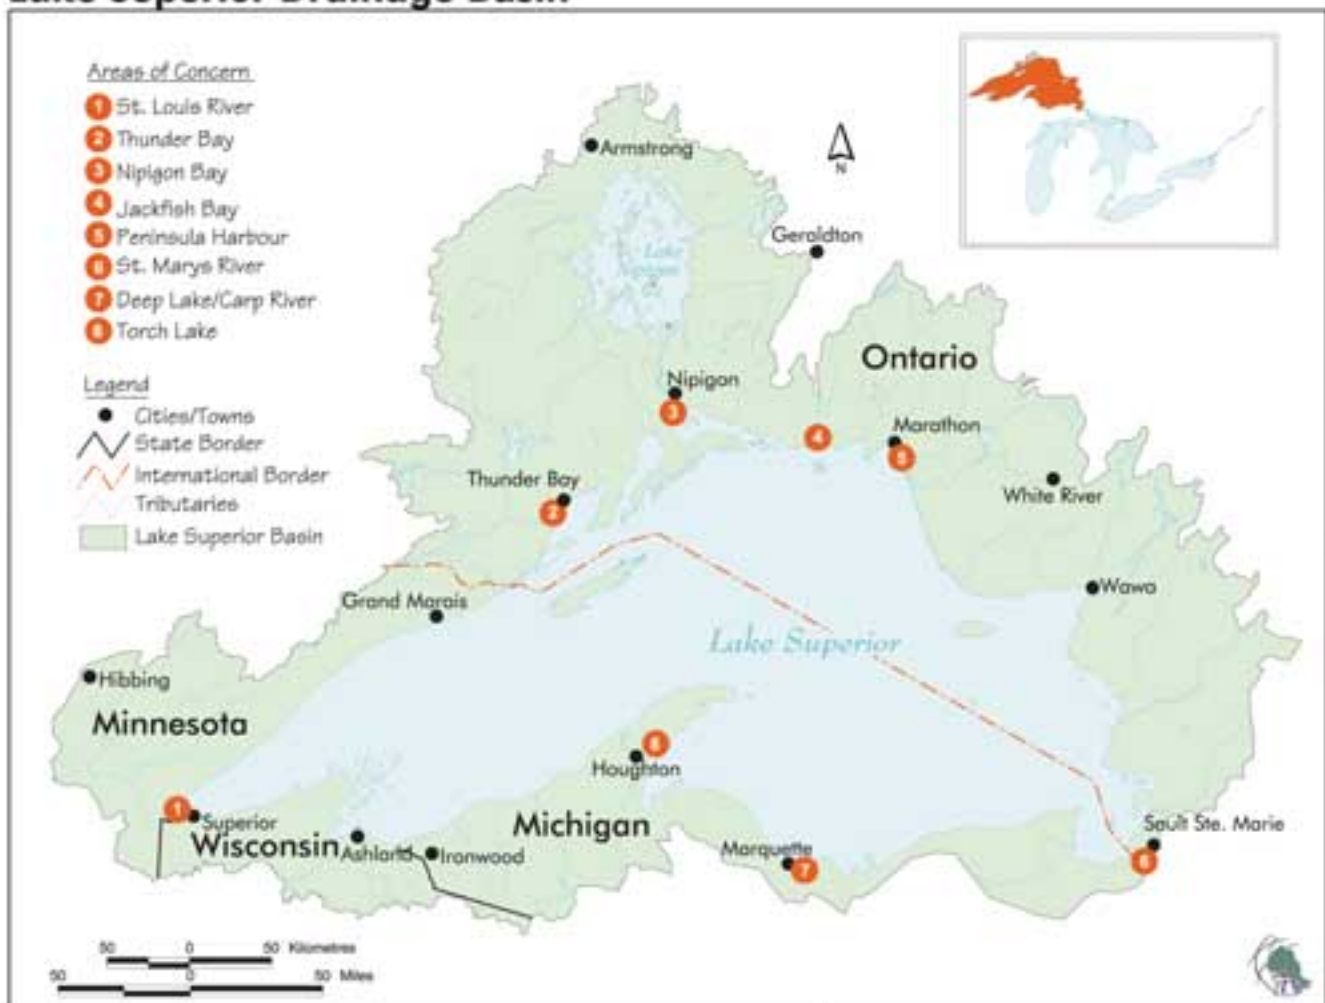 Lake Superior Drainage Basin
Areas of Concern
1 St. Louis River
2 Thunder Bay
3 Nipigon Bay
4 Jackfish Bay
5 Peninsula Harbour
6 St. Marys River
7 Deep Lake/Carp River
8 Torch Lake
Legend
Cities/Towns
State Border
International Border
Tributaries
Lake Superior Basin
Armstrong
N
Geraldton
Lake
Nipigon
Ontario
Nipigon
3
4
Marathon
5
Thunder Bay
2
White River
Wawa
Grand Marais
Lake Superior
Hibbing
Minnesota
8
Houghton
1
Superior
Wisconsin
Ashland
Ironwood
Michigan
Marquette
7
Sault Ste. Marie
6
50 0 50 Kilometres
50 0 50 Miles